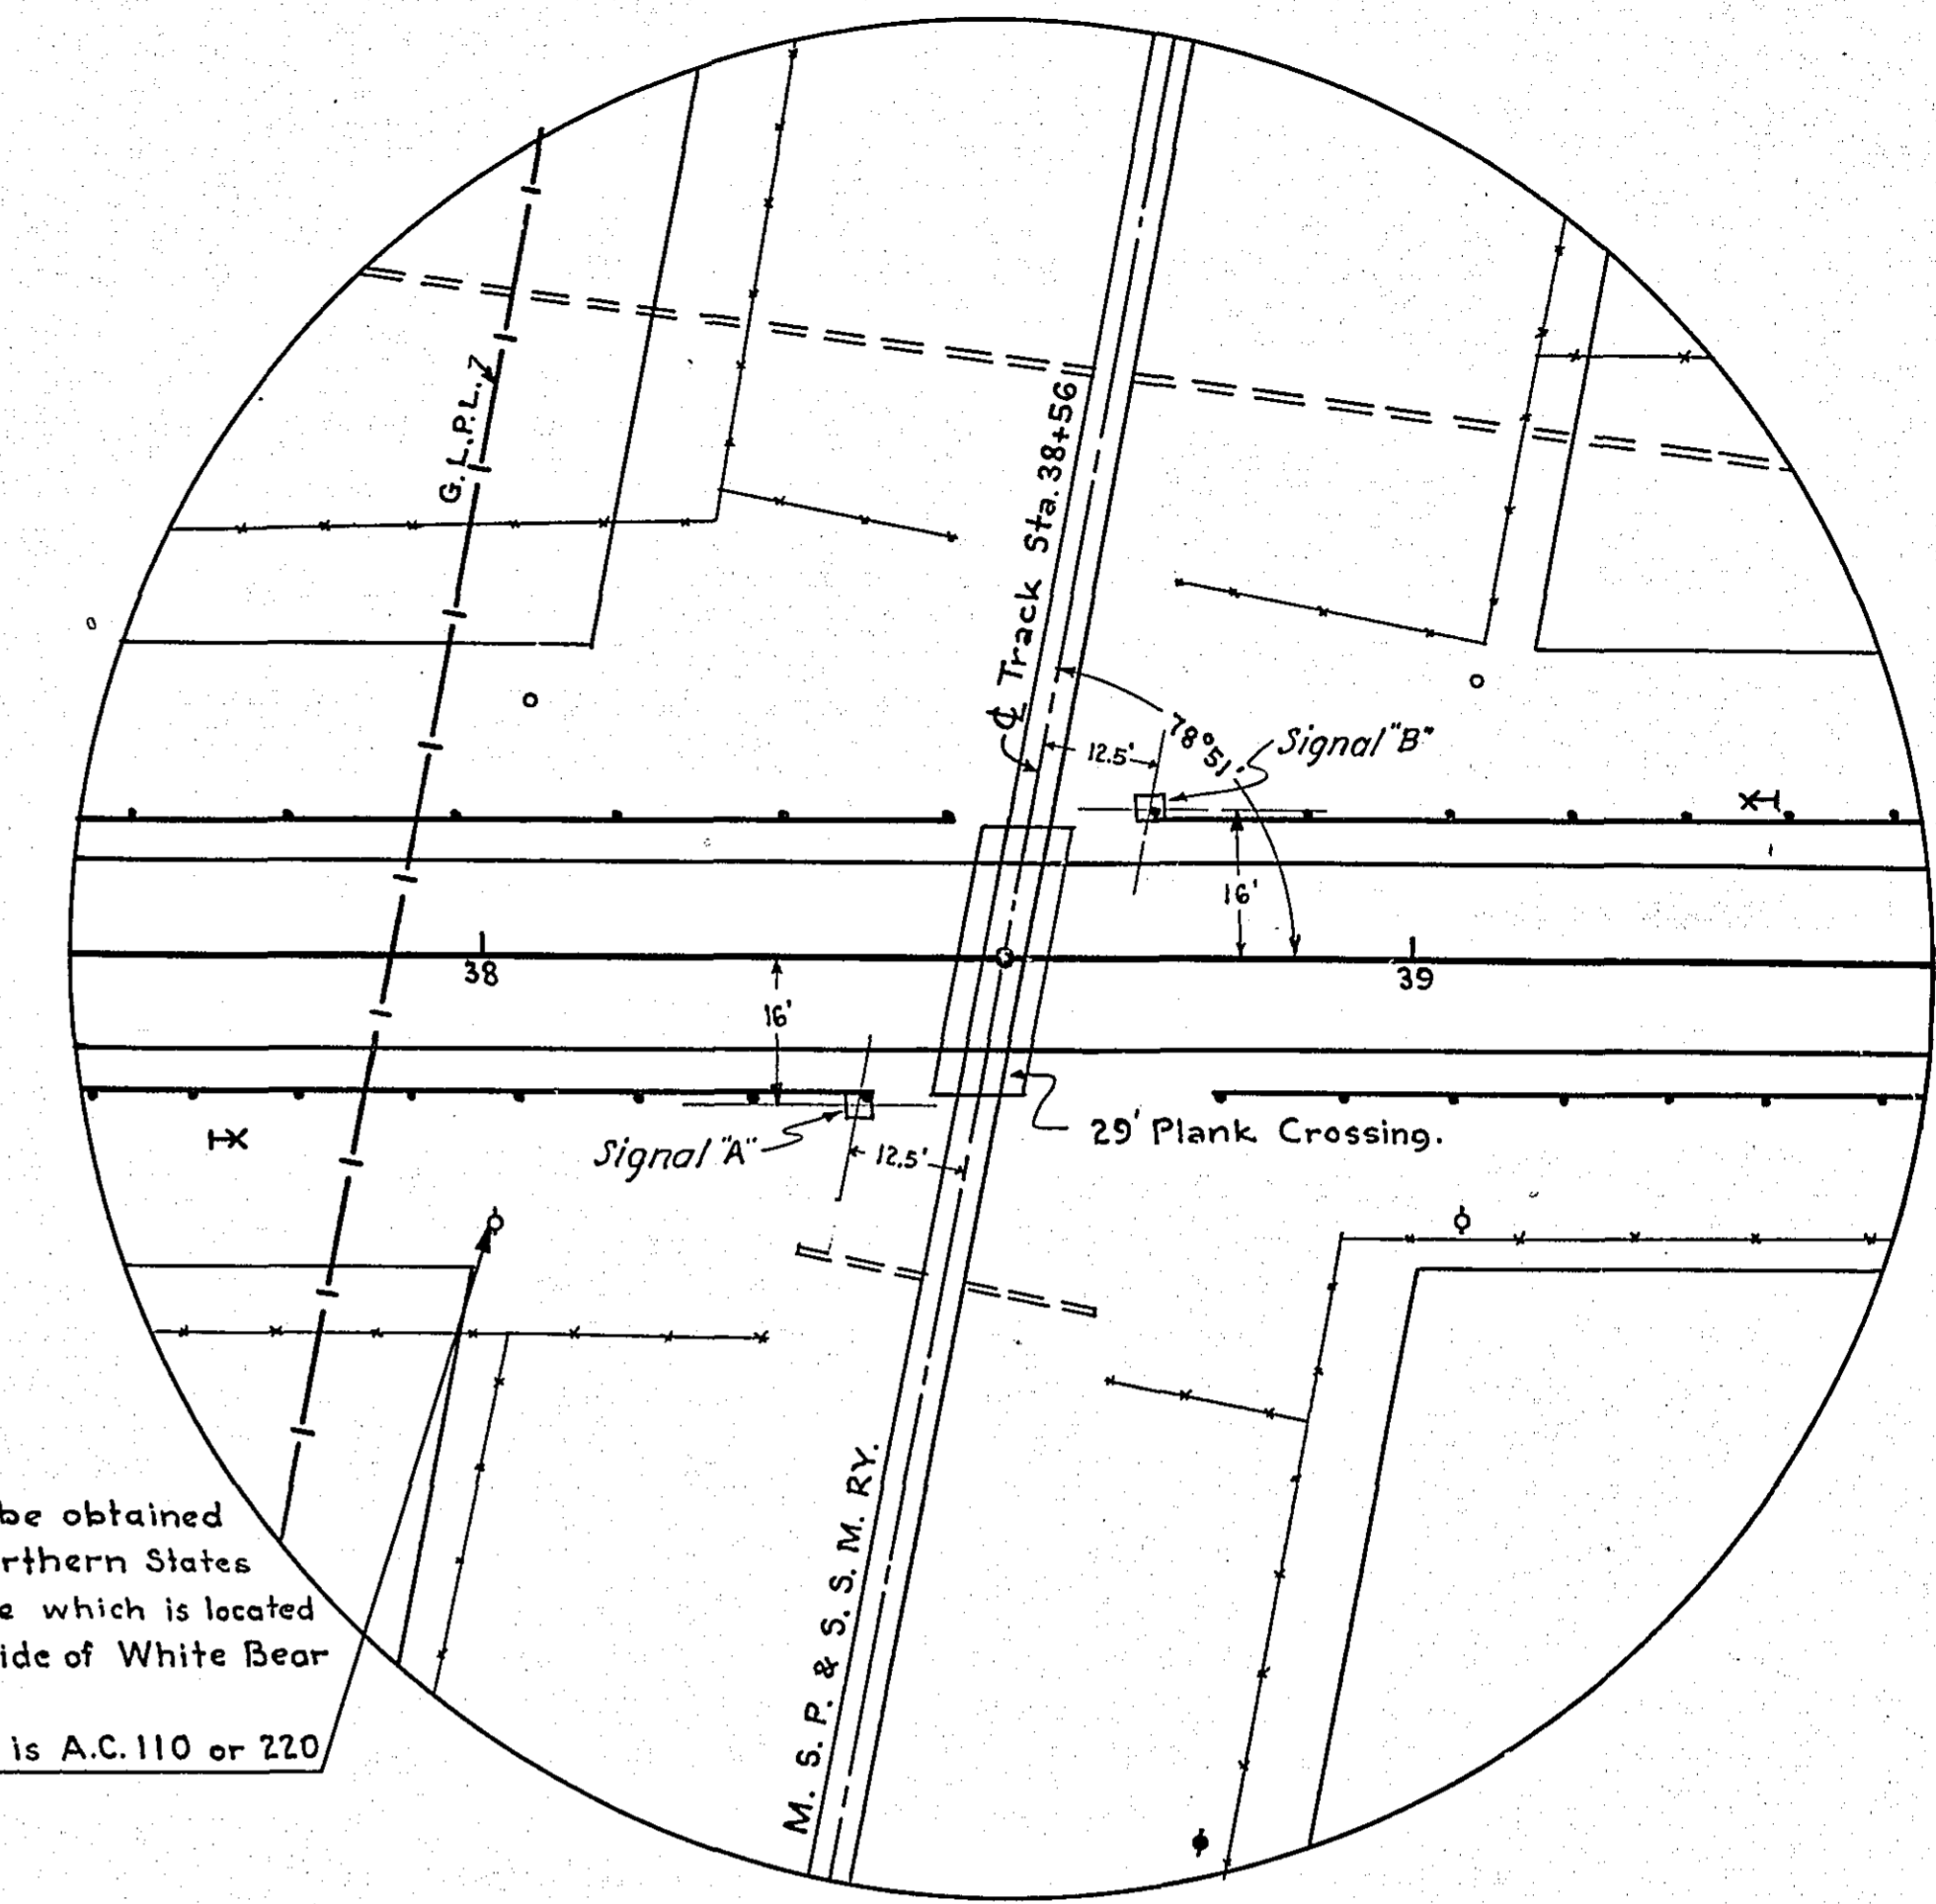 G.L.P.L.
℄ Track Sta. 38+56
78°51'
Signal "B"
12.5'
16'
38
39
16'
Signal "A"
12.5'
29' Plank Crossing.
M. S. P. & S. S. M. RY.
be obtained
rthern States
e which is located
ide of White Bear
is A.C. 110 or 220